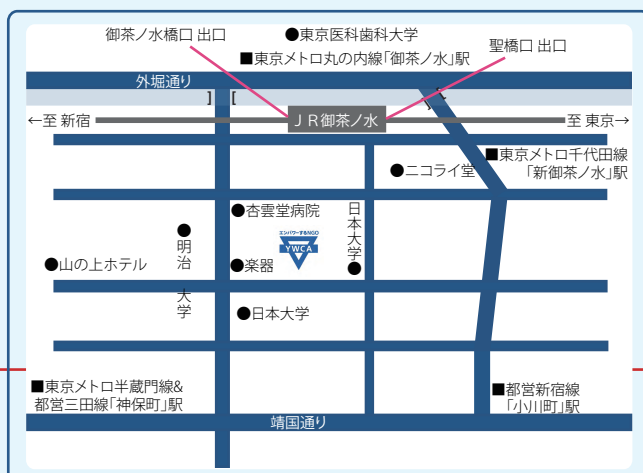 御茶ノ水橋口 出口
●東京医科歯科大学
■東京メトロ丸の内線「御茶ノ水」駅
聖橋口 出口
外堀通り
←至 新宿
ＪＲ御茶ノ水
至 東京→
●ニコライ堂
■東京メトロ千代田線
「新御茶ノ水」駅
●杏雲堂病院
日本大学●
●明治 大学
エンパワーするNGO
YWCA
●山の上ホテル
●楽器
●日本大学
■東京メトロ半蔵門線&
都営三田線「神保町」駅
■都営新宿線
「小川町」駅
靖国通り